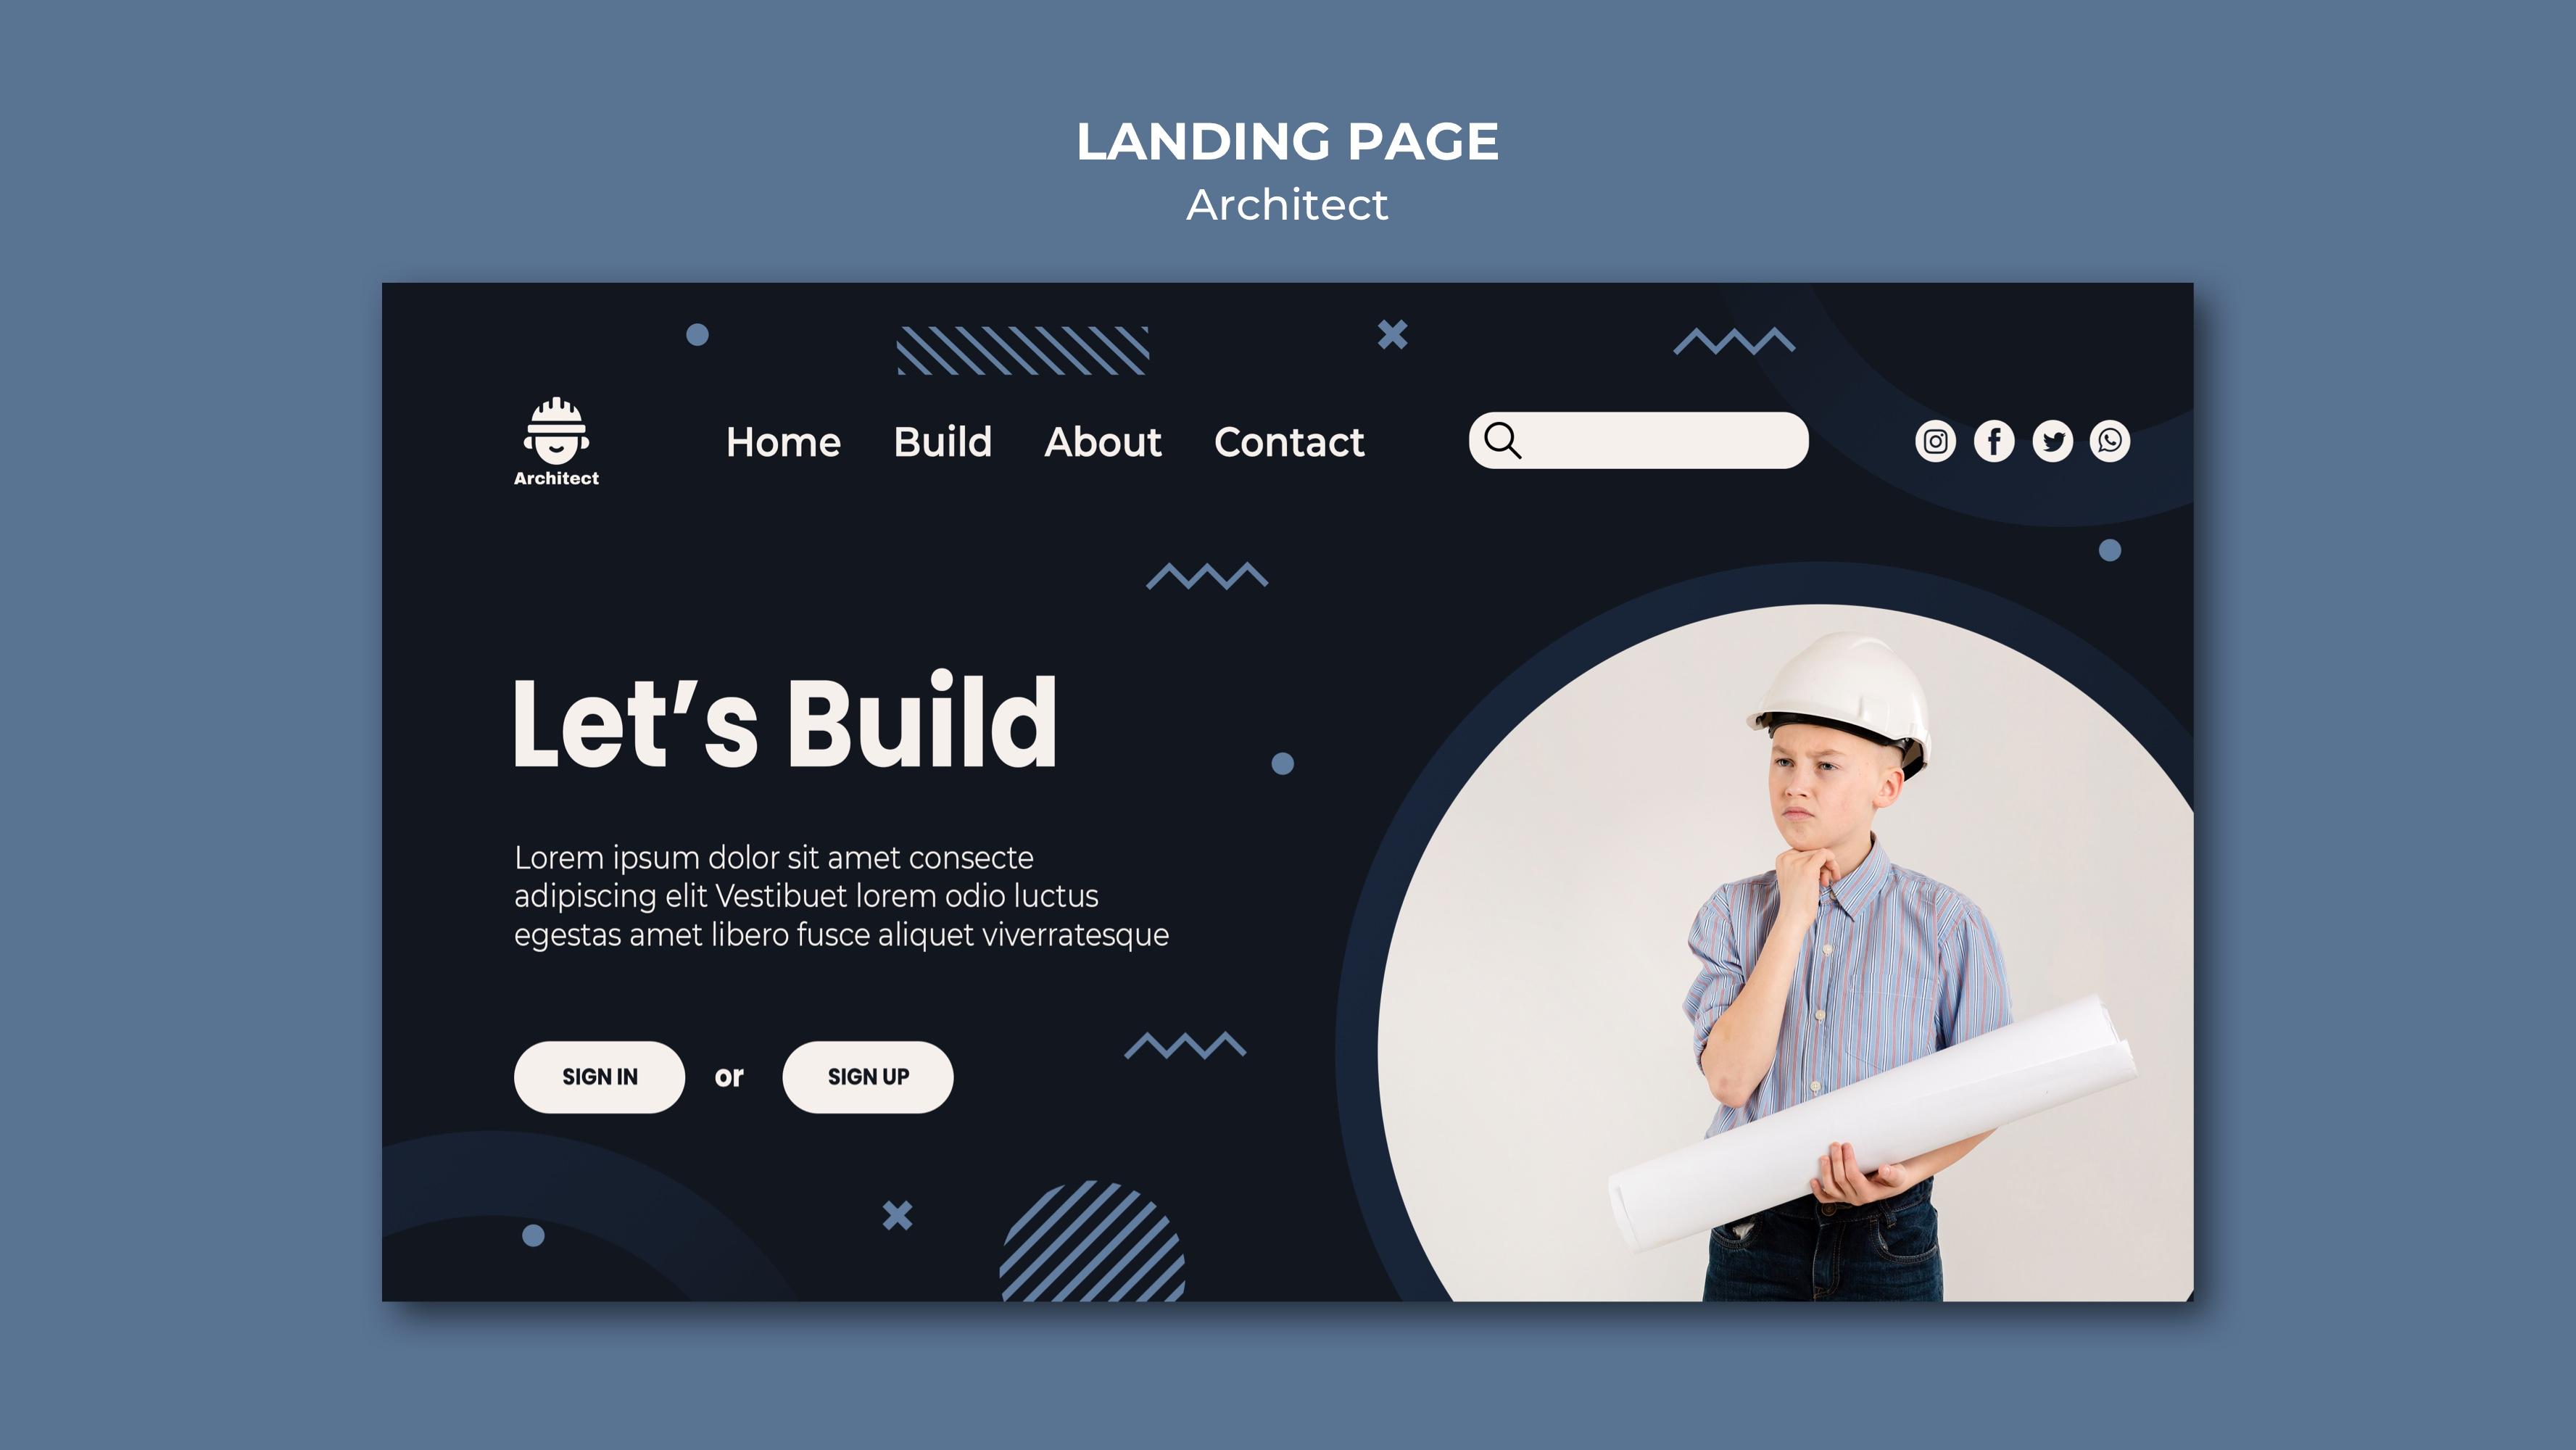 LANDING PAGE
Architect
Architect
Home Build About Contact
Let’s Build
Lorem ipsum dolor sit amet consecte
adipiscing elit Vestibuet lorem odio luctus
egestas amet libero fusce aliquet viverratesque
SIGN IN or SIGN UP